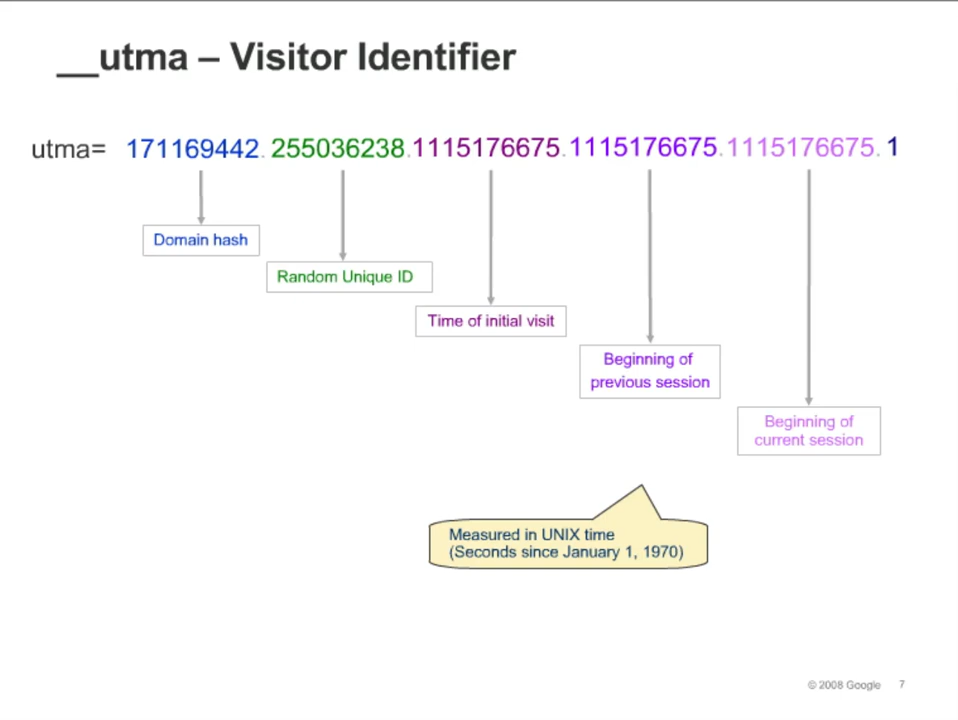 __utma – Visitor Identifier
utma= 171169442.255036238.1115176675.1115176675.1115176675.1
Domain hash
Random Unique ID
Time of initial visit
Beginning of
previous session
Beginning of
current session
Measured in UNIX time
(Seconds since January 1, 1970)
© 2008 Google 7